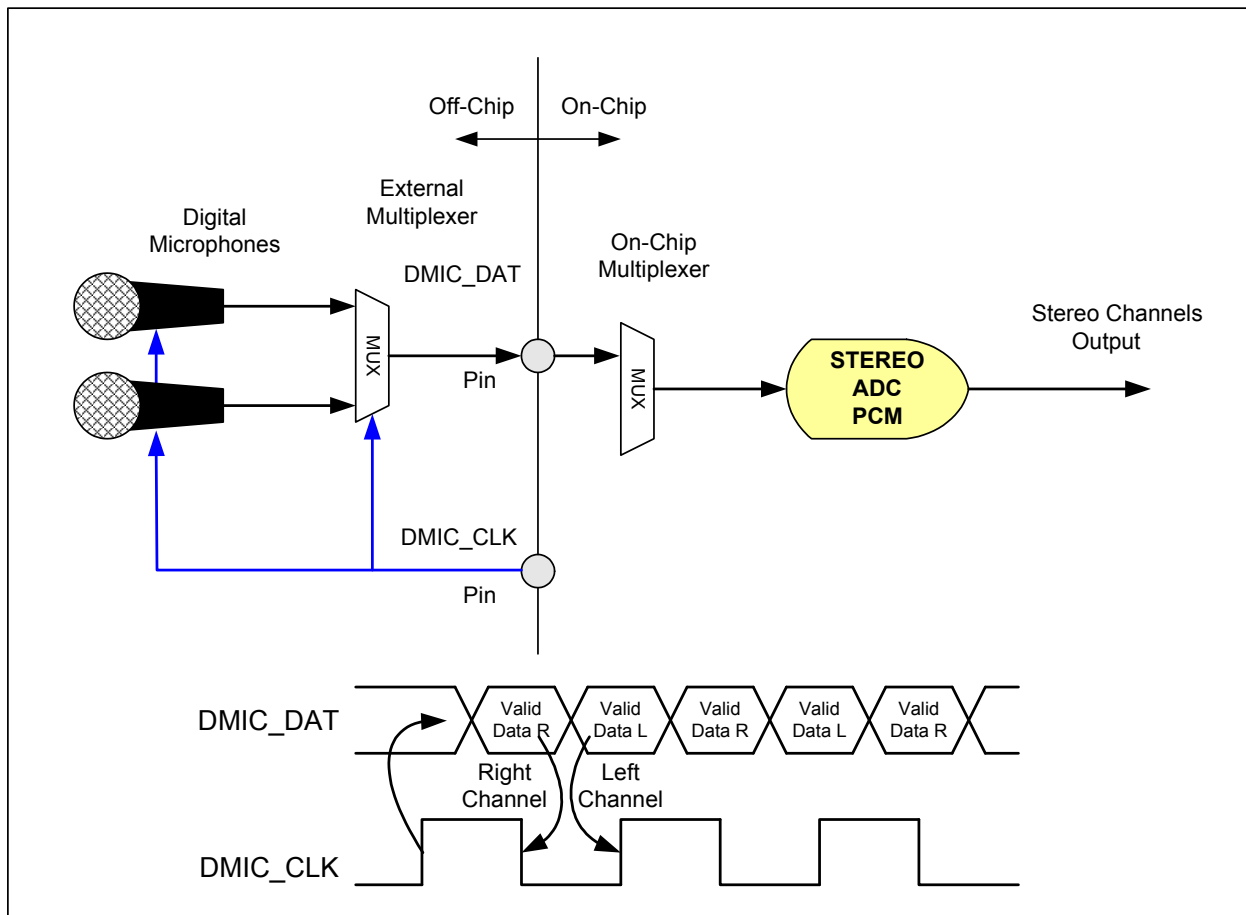 Off-Chip
On-Chip
External
Multiplexer
Digital
Microphones
On-Chip
Multiplexer
DMIC_DAT
Stereo Channels
Output
MUX
Pin
MUX
STEREO
ADC
PCM
DMIC_CLK
Pin
DMIC_DAT
Valid
Data R
Valid
Data L
Valid
Data R
Valid
Data L
Valid
Data R
Right
Channel
Left
Channel
DMIC_CLK